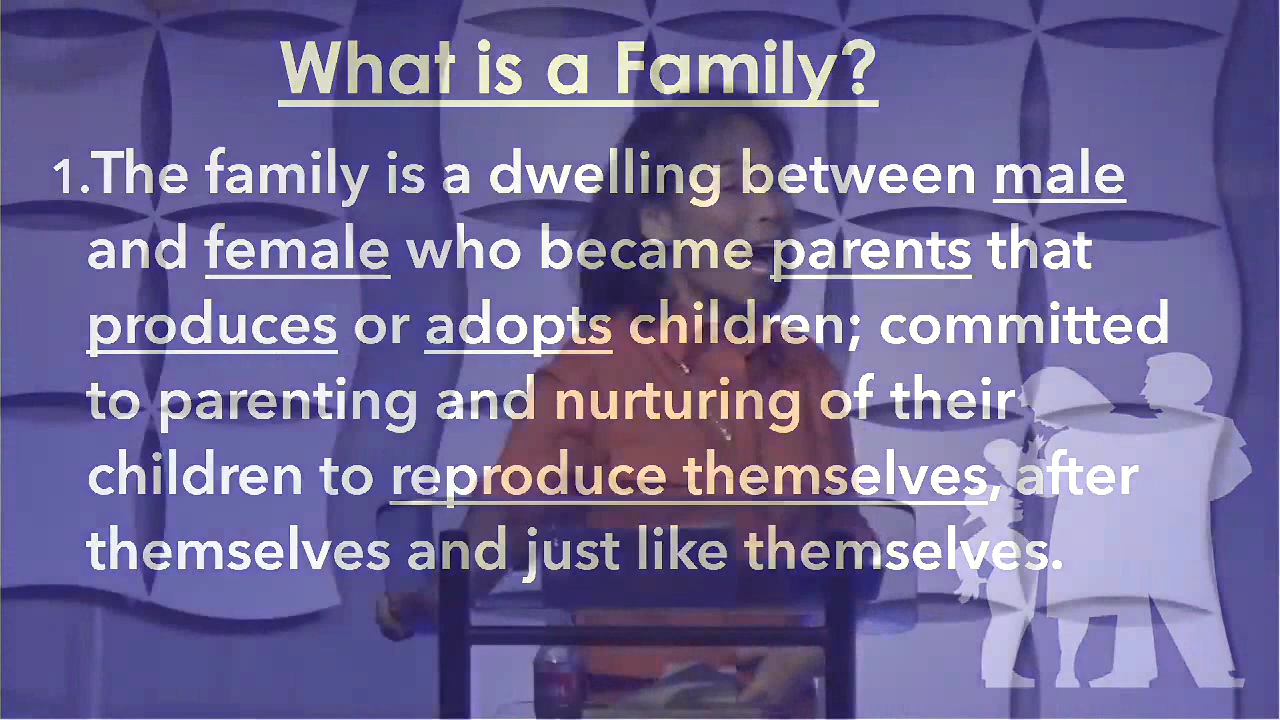 What is a Family?
1.The family is a dwelling between male
and female who became parents that
produces or adopts children; committed
to parenting and nurturing of their
children to reproduce themselves, after
themselves and just like themselves.